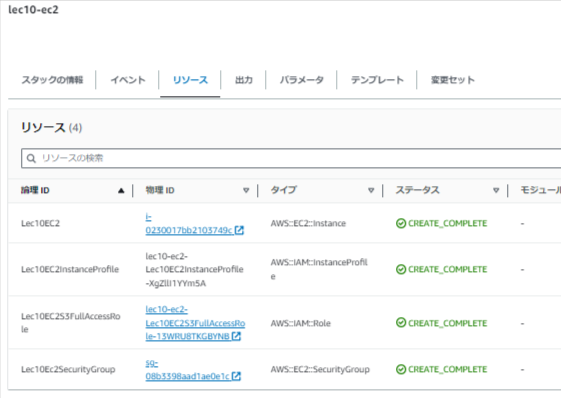 lec10-ec2
スタックの情報 イベント リソース 出力 パラメータ テンプレート 変更セット
リソース (4)
リソースの検索
論理 ID 物理 ID タイプ ステータス モジュール
Lec10EC2 i-0230017bb2103749c AWS::EC2::Instance CREATE_COMPLETE -
Lec10EC2InstanceProfile lec10-ec2-Lec10EC2InstanceProfile-XgZllI1YYm5A AWS::IAM::InstanceProfile CREATE_COMPLETE -
Lec10EC2S3FullAccessRole lec10-ec2-Lec10EC2S3FullAccessRole-13WRU8TKGBYNB AWS::IAM::Role CREATE_COMPLETE -
Lec10Ec2SecurityGroup sg-08b3398aad1ae0e1c AWS::EC2::SecurityGroup CREATE_COMPLETE -